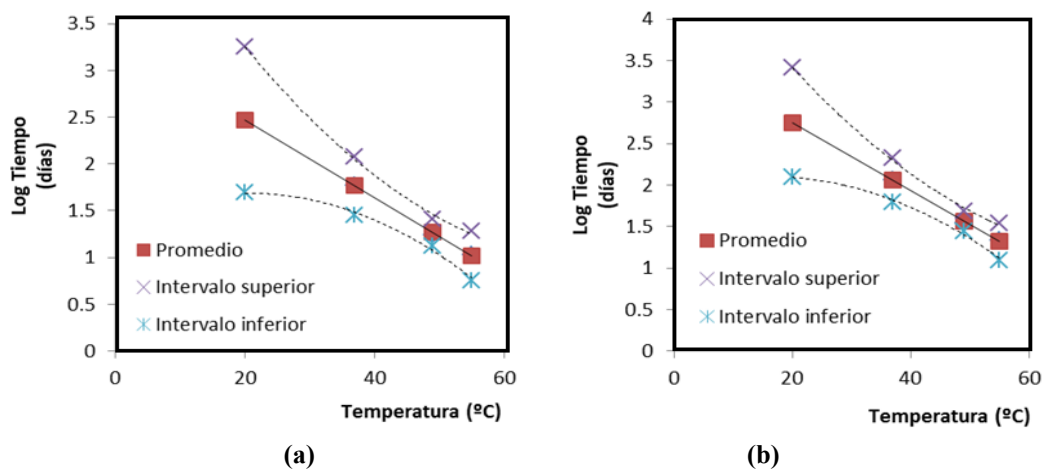 3.5
3
2.5
2
1.5
1
0.5
0
0
20
40
60
Log Tiempo
(días)
Promedio
Intervalo superior
Intervalo inferior
Temperatura (ºC)
(a)
4
3.5
3
2.5
2
1.5
1
0.5
0
0
20
40
60
Log Tiempo
(días)
Promedio
Intervalo superior
Intervalo inferior
Temperatura (ºC)
(b)